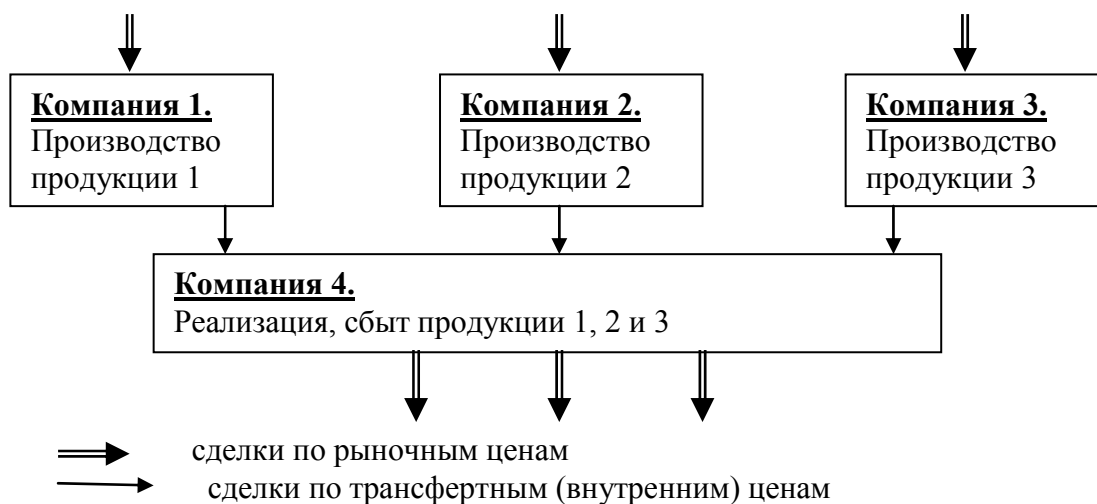 Компания 1.
Производство
продукции 1
Компания 2.
Производство
продукции 2
Компания 3.
Производство
продукции 3
Компания 4.
Реализация, сбыт продукции 1, 2 и 3
сделки по рыночным ценам
сделки по трансфертным (внутренним) ценам